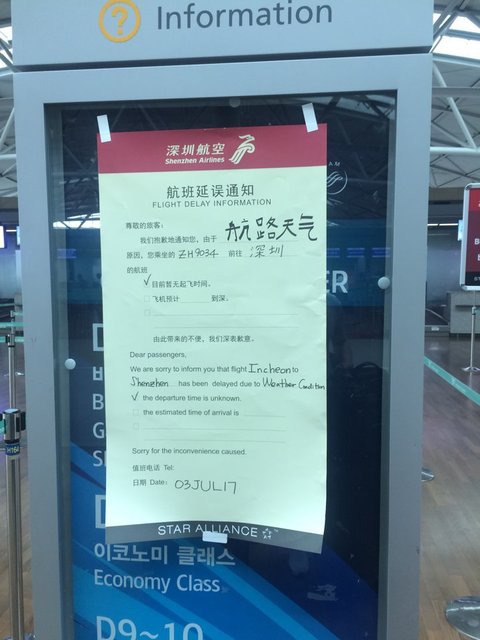 ? Information
深圳航空
Shenzhen Airlines
航班延误通知
FLIGHT DELAY INFORMATION
尊敬的旅客：
我们抱歉地通知您，由于 航路天气
原因，您乘坐的 ZH9034 前往 深圳
的航班
✓ 目前暂无起飞时间。
飞机预计 到深。
由此带来的不便，我们深表歉意。
Dear passengers,
We are sorry to inform you that flight Incheon to
Shenzhen has been delayed due to Weather Condition
✓ the departure time is unknown.
the estimated time of arrival is
Sorry for the inconvenience caused.
值班电话 Tel:
日期 Date: 03JUL17
STAR ALLIANCE
이코노미 클래스
Economy Class
D9~10